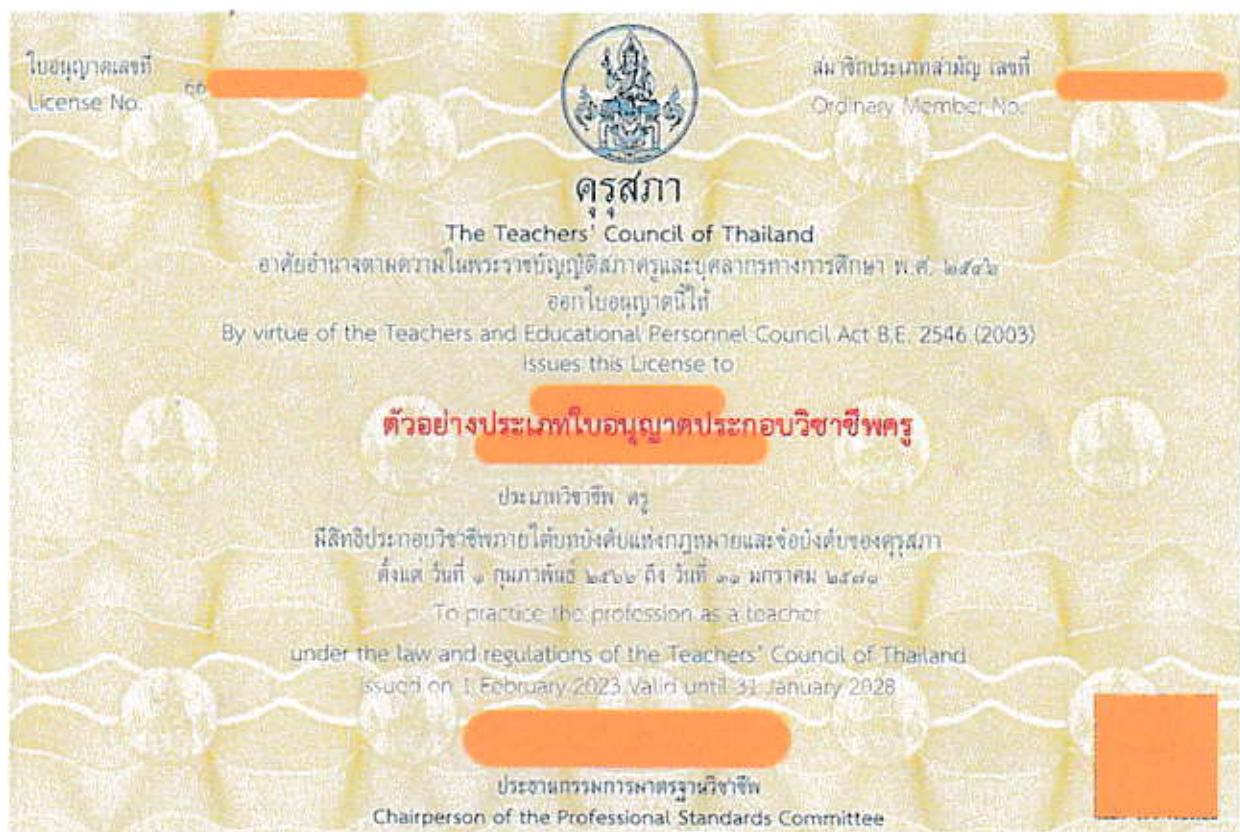 ใบอนุญาตเลขที่
License No. ๖๖
สมาชิกประเภทสามัญ เลขที่
Ordinary Member No.
คุรุสภา
The Teachers' Council of Thailand
อาศัยอำนาจตามความในพระราชบัญญัติสภาครูและบุคลากรทางการศึกษา พ.ศ. ๒๕๔๖
ออกใบอนุญาตนี้ให้
By virtue of the Teachers and Educational Personnel Council Act B.E. 2546 (2003)
issues this License to
ตัวอย่างประเภทใบอนุญาตประกอบวิชาชีพครู
ประเภทวิชาชีพ ครู
มีสิทธิประกอบวิชาชีพภายใต้บทบังคับแห่งกฎหมายและข้อบังคับของคุรุสภา
ตั้งแต่ วันที่ ๑ กุมภาพันธ์ ๒๕๖๖ ถึง วันที่ ๓๑ มกราคม ๒๕๗๑
To practice the profession as a teacher
under the law and regulations of the Teachers' Council of Thailand
Issued on 1 February 2023 Valid until 31 January 2028
ประธานกรรมการมาตรฐานวิชาชีพ
Chairperson of the Professional Standards Committee